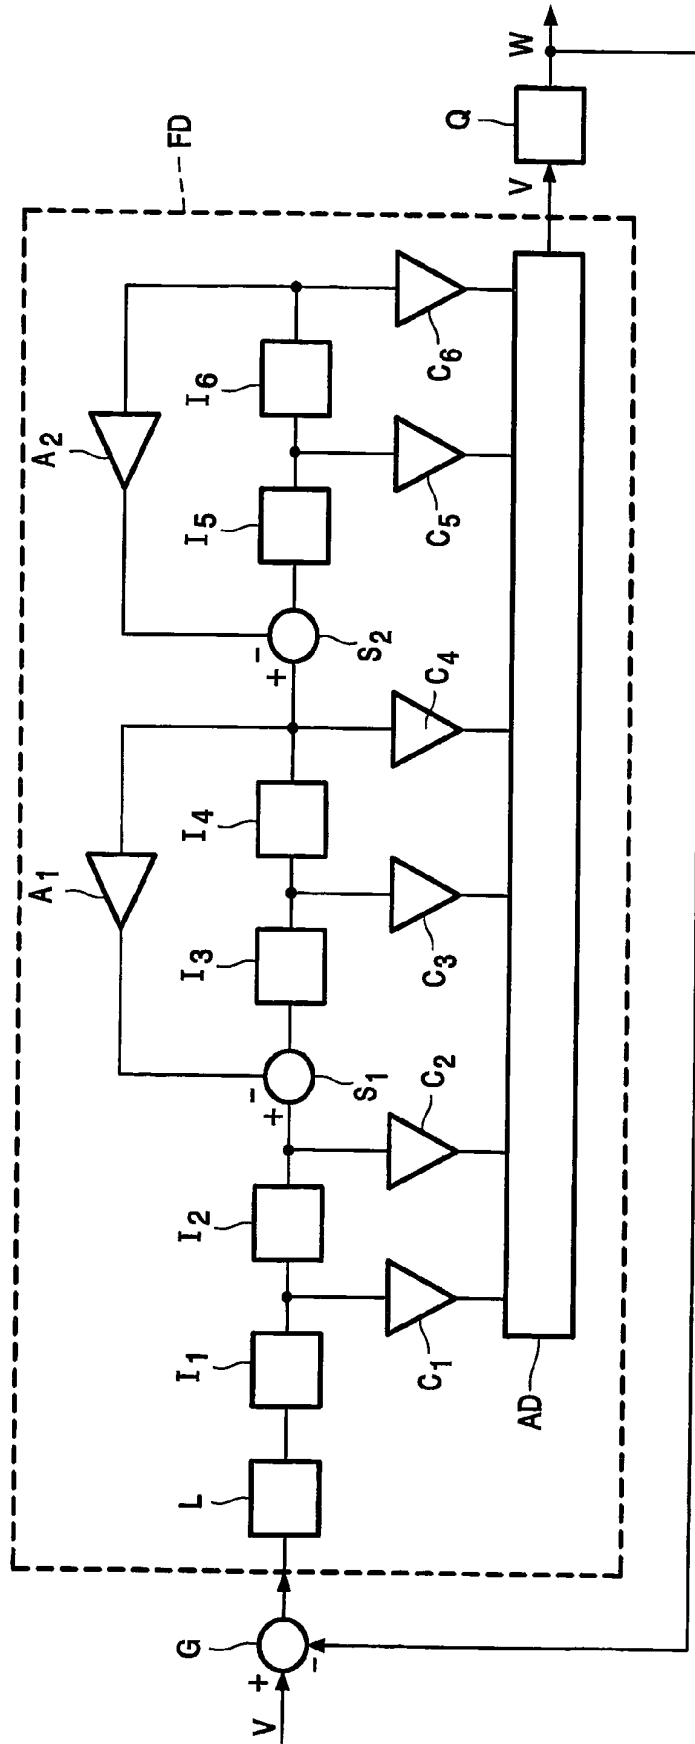 FD
A1
A2
V
+
-
G
L
I1
I2
+
-
S1
I3
I4
+
-
S2
I5
I6
C1
C2
C3
C4
C5
C6
AD
V
Q
W